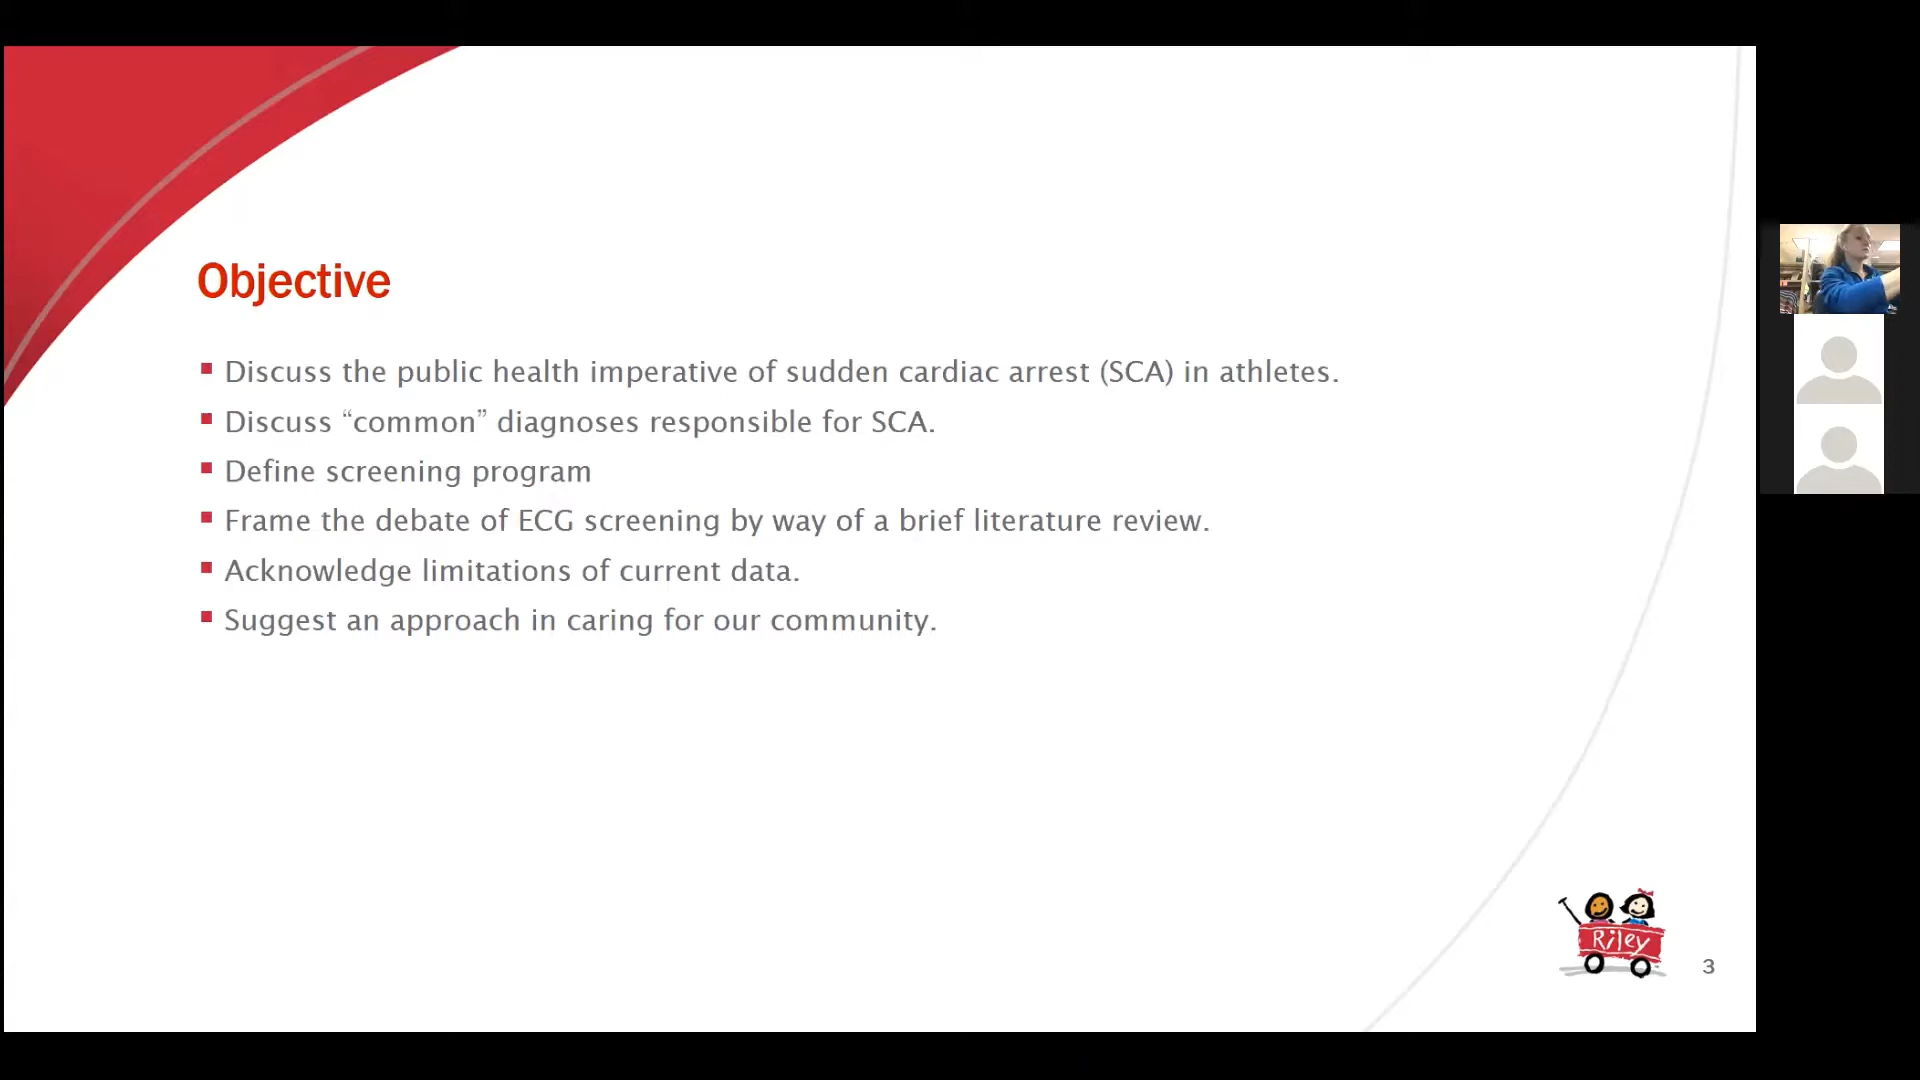 Objective
Discuss the public health imperative of sudden cardiac arrest (SCA) in athletes.
Discuss “common” diagnoses responsible for SCA.
Define screening program
Frame the debate of ECG screening by way of a brief literature review.
Acknowledge limitations of current data.
Suggest an approach in caring for our community.
Riley
3